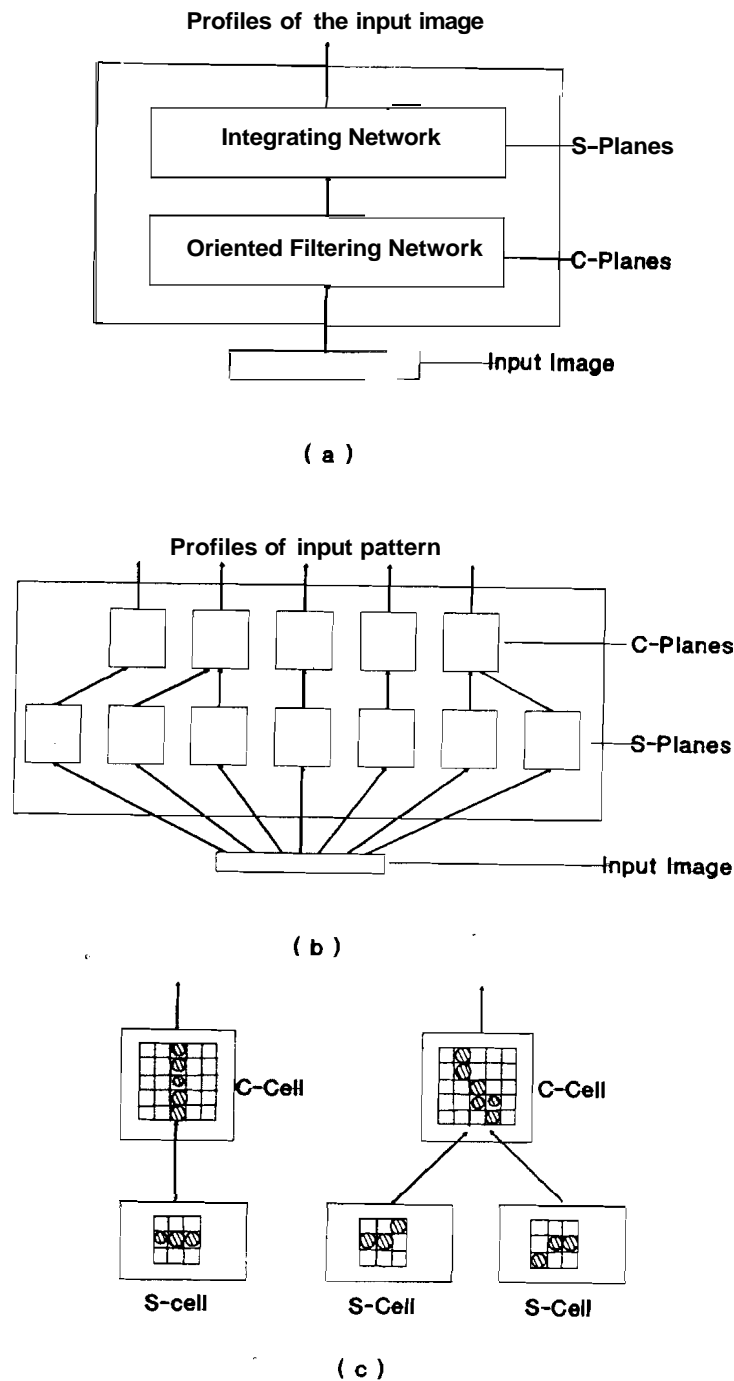 Profiles of the input image
Integrating Network
S-Planes
Oriented Filtering Network
C-Planes
Input Image
( a )
Profiles of input pattern
C-Planes
S-Planes
Input Image
( b )
C-Cell
C-Cell
S-cell
S-Cell
S-Cell
( c )